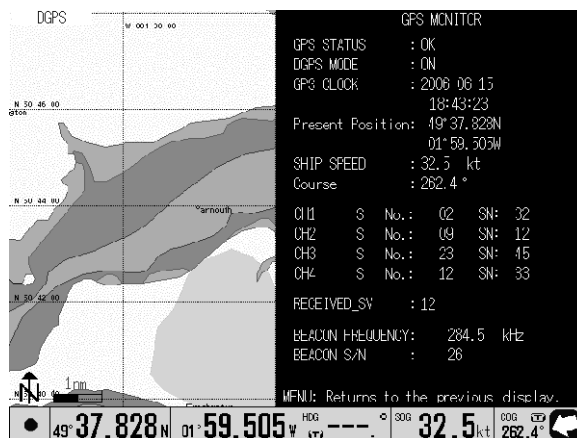 DGPS
W 001 30 00
N 50 46 00
gton
N 50 44 00
°arnouth
N 50 42 00
1nm
GPS MONITOR
GPS STATUS : OK
DGPS MODE : ON
GPS CLOCK : 2006 06 15
18:43:23
Present Position: 49°37.828N
01°59.505W
SHIP SPEED : 32.5 kt
Course : 262.4°
CH1 S No.: 02 SN: 32
CH2 S No.: 09 SN: 12
CH3 S No.: 23 SN: 45
CH4 S No.: 12 SN: 33
RECEIVED_SV : 12
BEACON FREQUENCY: 284.5 kHz
BEACON S/N : 26
MENU: Returns to the previous display.
49°37.828N 01°59.505W HDG (T) ---.° SOG 32.5kt COG (T) 262.4°